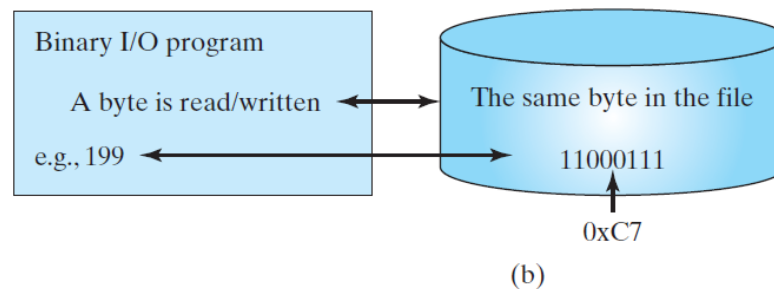 Binary I/O program
A byte is read/written
The same byte in the file
e.g., 199
11000111
0xC7
(b)